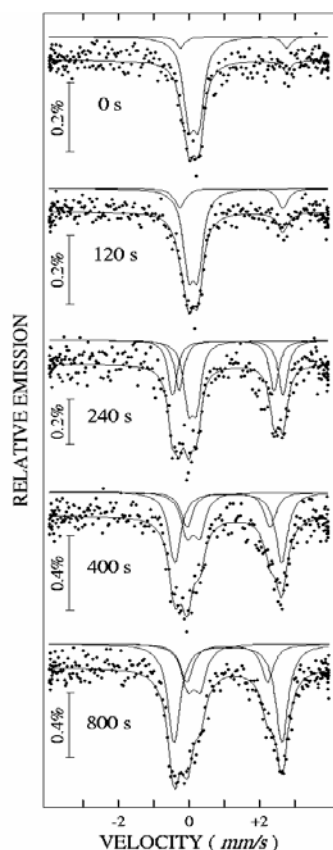 0.2%
0 s
0.2%
120 s
RELATIVE EMISSION
0.2%
240 s
0.4%
400 s
0.4%
800 s
-2 0 +2
VELOCITY ( mm/s )